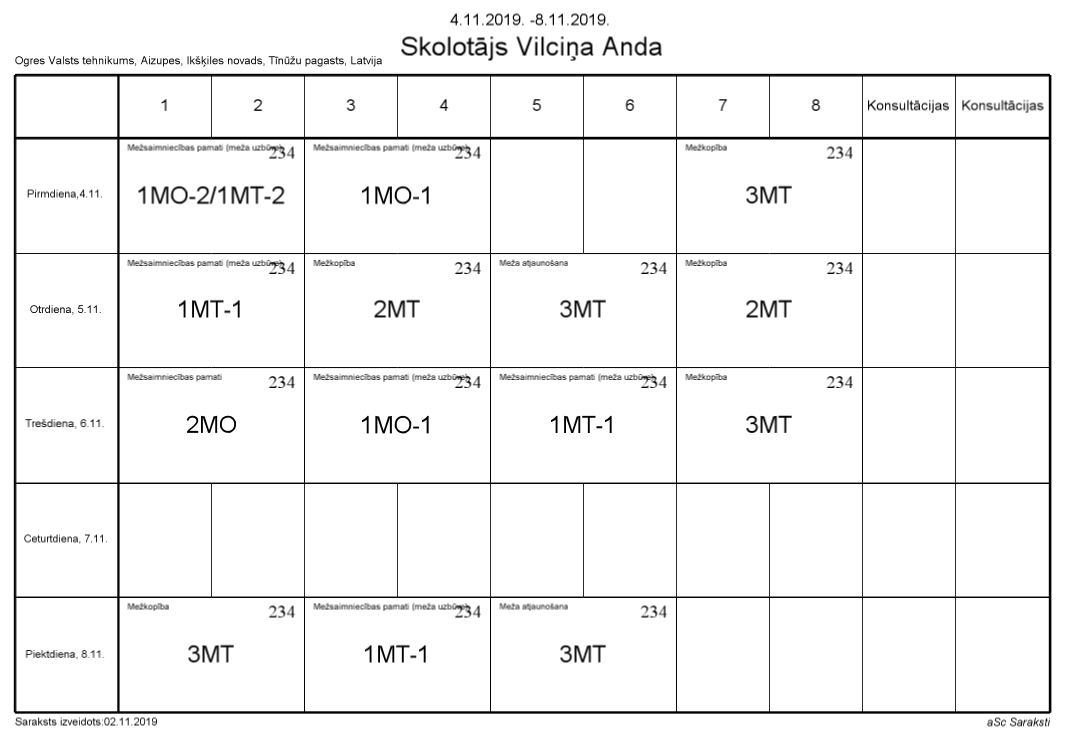 4.11.2019. -8.11.2019.
Skolotājs Vilciņa Anda
Ogres Valsts tehnikums, Aizupes, Ikšķiles novads, Tīnūžu pagasts, Latvija
1 2 3 4 5 6 7 8 Konsultācijas Konsultācijas
Mežsaimniecības pamati (meža 234 Mežsaimniecības pamati (meža 234 Mežkopība 234
Pirmdiena,4.11. 1MO-2/1MT-2 1MO-1 3MT
Mežsaimniecības pamati (meža 234 Mežkopība 234 Meža atjaunošana 234 Mežkopība 234
Otrdiena, 5.11. 1MT-1 2MT 3MT 2MT
Mežsaimniecības pamati 234 Mežsaimniecības pamati (meža 234 Mežsaimniecības pamati (meža 234 Mežkopība 234
Trešdiena, 6.11. 2MO 1MO-1 1MT-1 3MT
Ceturtdiena, 7.11.
Mežkopība 234 Mežsaimniecības pamati (meža 234 Meža atjaunošana 234
Piektdiena, 8.11. 3MT 1MT-1 3MT
Saraksts izveidots:02.11.2019 aSc Saraksti